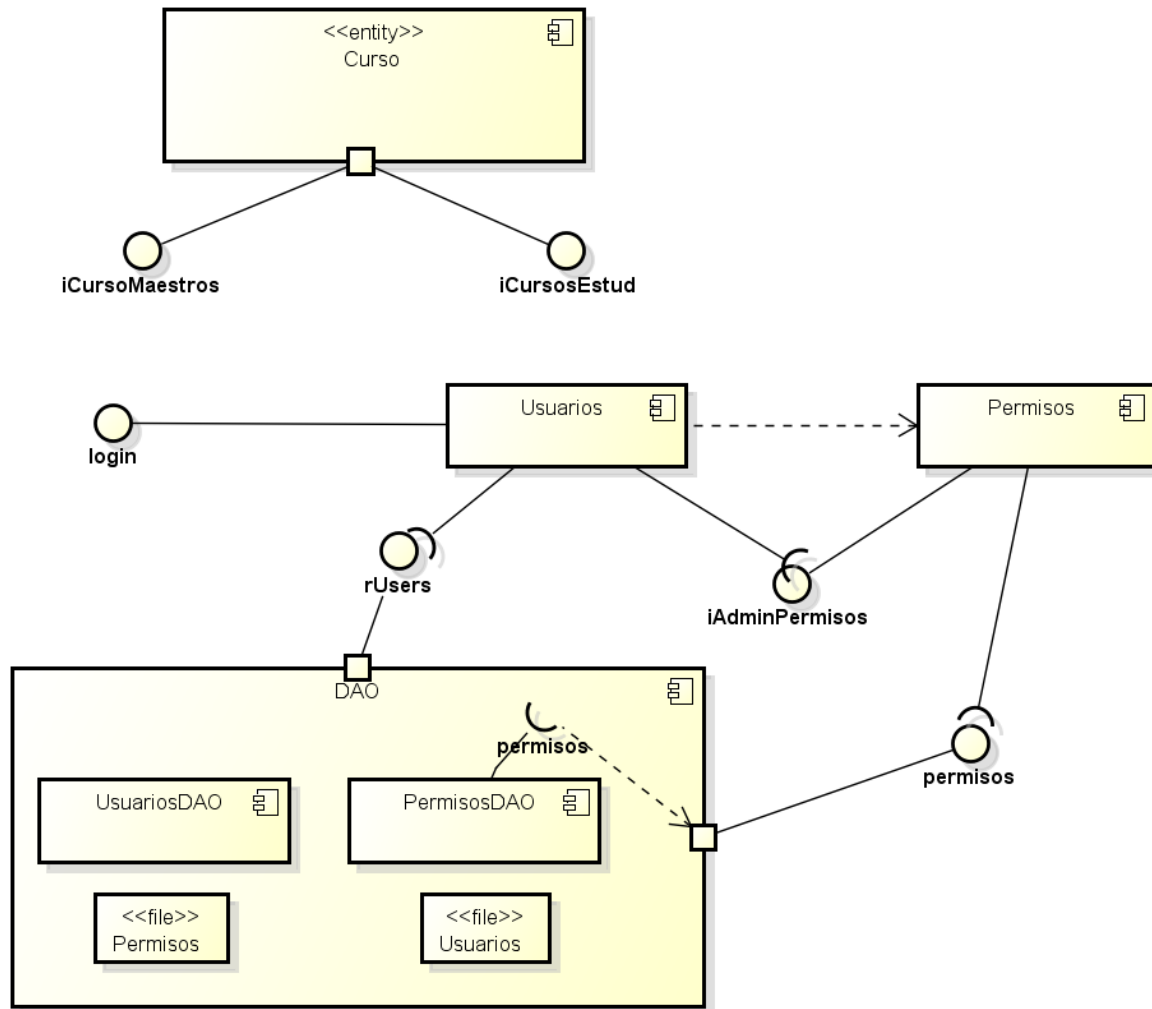 <<entity>>
Curso
iCursoMaestros
iCursosEstud
Usuarios
Permisos
login
rUsers
iAdminPermisos
DAO
permisos
permisos
UsuariosDAO
PermisosDAO
<<file>>
Permisos
<<file>>
Usuarios